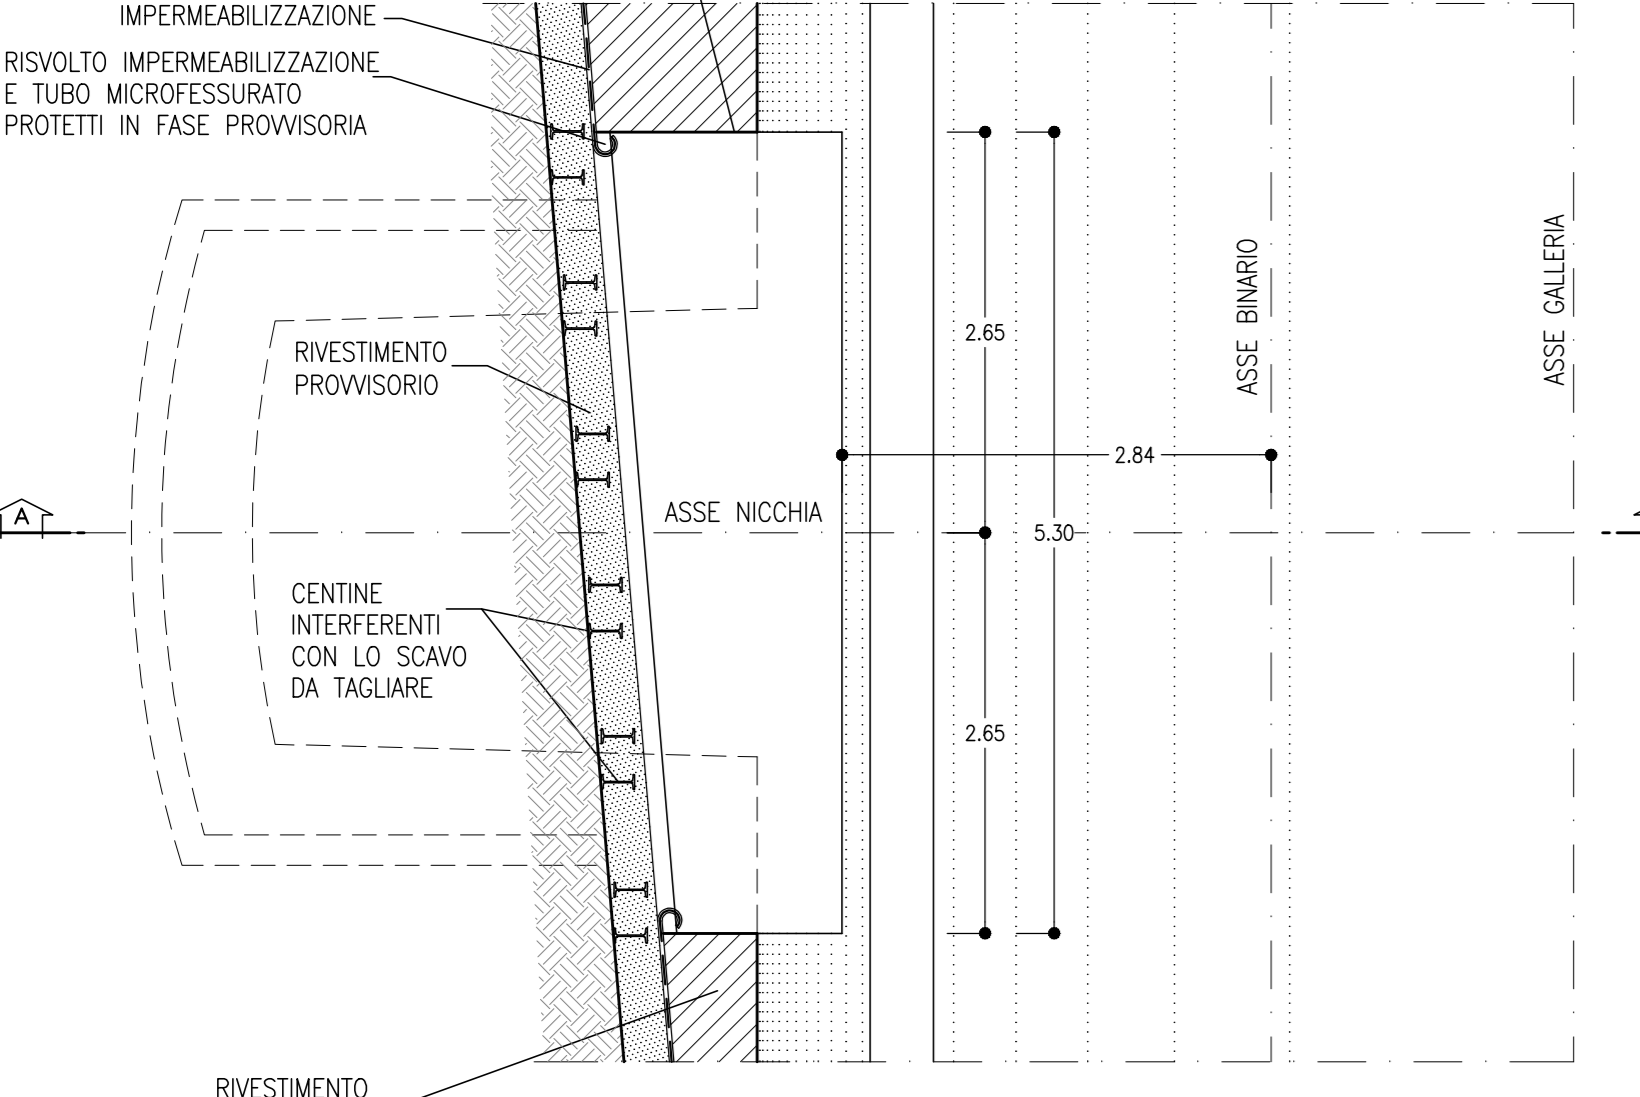 IMPERMEABILIZZAZIONE
RISVOLTO IMPERMEABILIZZAZIONE
E TUBO MICROFESSURATO
PROTETTI IN FASE PROVVISORIA
ASSE BINARIO
ASSE GALLERIA
2.65
RIVESTIMENTO
PROVVISORIO
2.84
A
ASSE NICCHIA
5.30
CENTINE
INTERFERENTI
CON LO SCAVO
DA TAGLIARE
2.65
RIVESTIMENTO